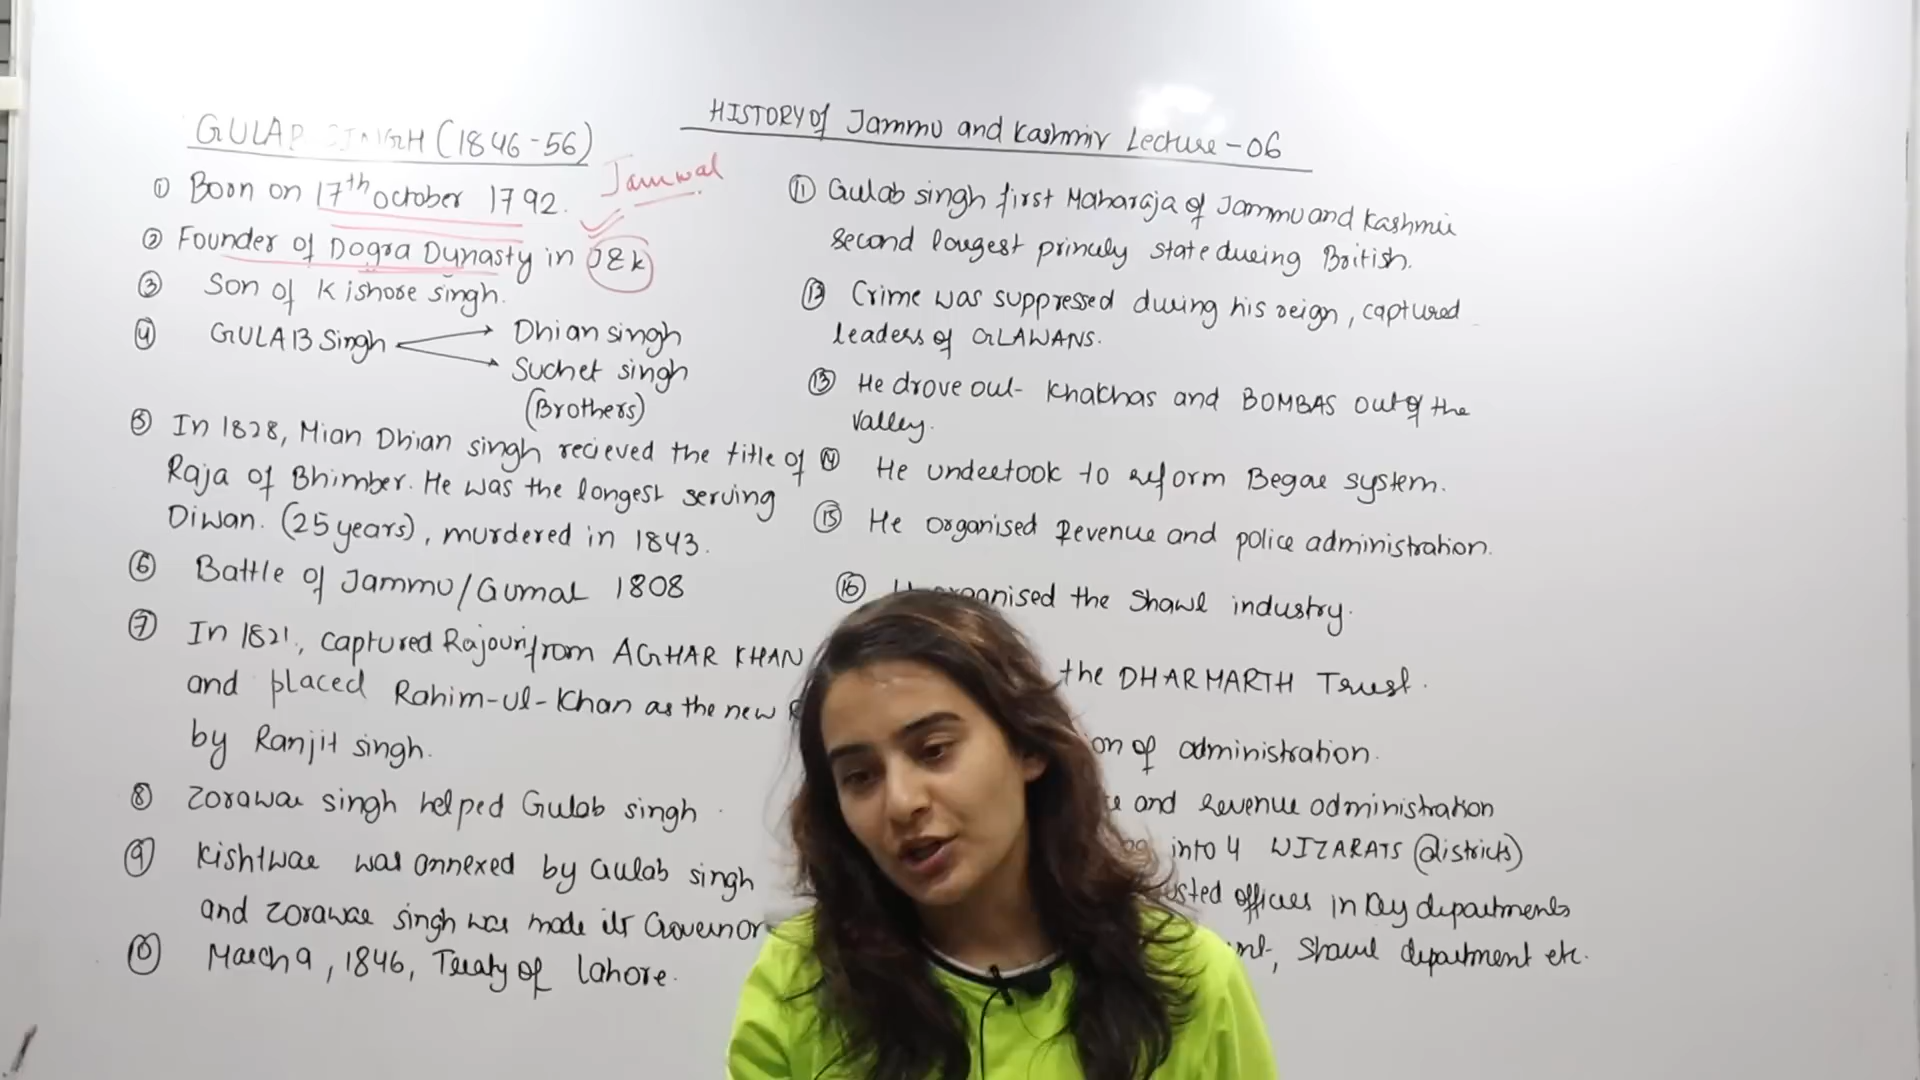 HISTORY of Jammu and Kashmir Lecture - 06
GULAB SINGH (1846-56)
Jamwal
① Born on 17th october 1792.
② Founder of Dogra Dynasty in J&k
③ Son of Kishore singh.
④ GULAB Singh
Dhian singh
Suchet singh
(Brothers)
⑤ In 1828, Mian Dhian singh recieved the title of
Raja of Bhimber. He was the longest serving
Diwan. (25 years), murdered in 1843.
⑥ Battle of Jammu/Gumat 1808
⑦ In 1821, captured Rajouri from AGHAR KHAN
and placed Rahim-ul-Khan as the new
by Ranjit singh.
⑧ Zorawar singh helped Gulab singh
⑨ Kishtwar was annexed by Gulab singh
and Zorawar singh was made its Governor
⑩ March 9, 1846, Treaty of Lahore.
⑪ Gulab singh first Maharaja of Jammu and Kashmir
second longest princely state during British.
Crime was suppressed during his reign, captured
leaders of GLAWANS.
⑬ He drove out Khakhas and BOMBAS out of the
valley.
⑭ He undertook to reform Begar system.
⑮ He organised Revenue and police administration.
⑯ organised the Shawl industry.
the DHARMARTH Trust.
of administration.
and revenue administration
into 4 WIZARATS (districts)
officers in key departments
Shawl department etc.